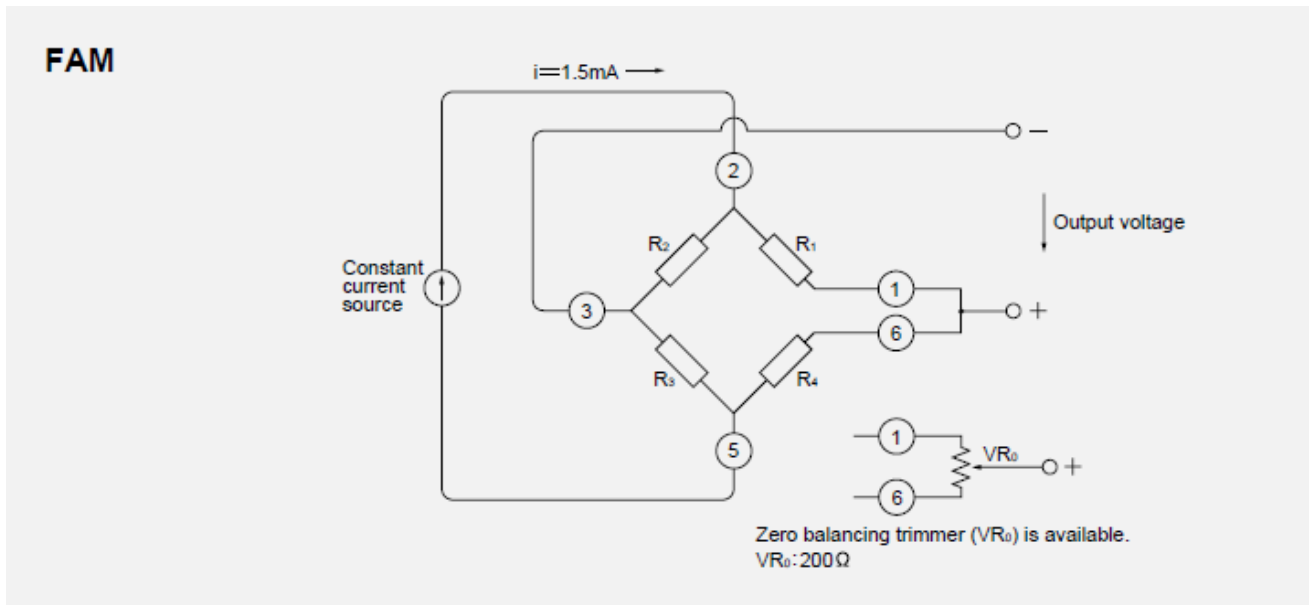 FAM
i=1.5mA
−
2
Output voltage
R₂
R₁
Constant
current
source
1
3
+
6
R₃
R₄
1
5
VR₀
+
6
Zero balancing trimmer (VR₀) is available.
VR₀:200Ω